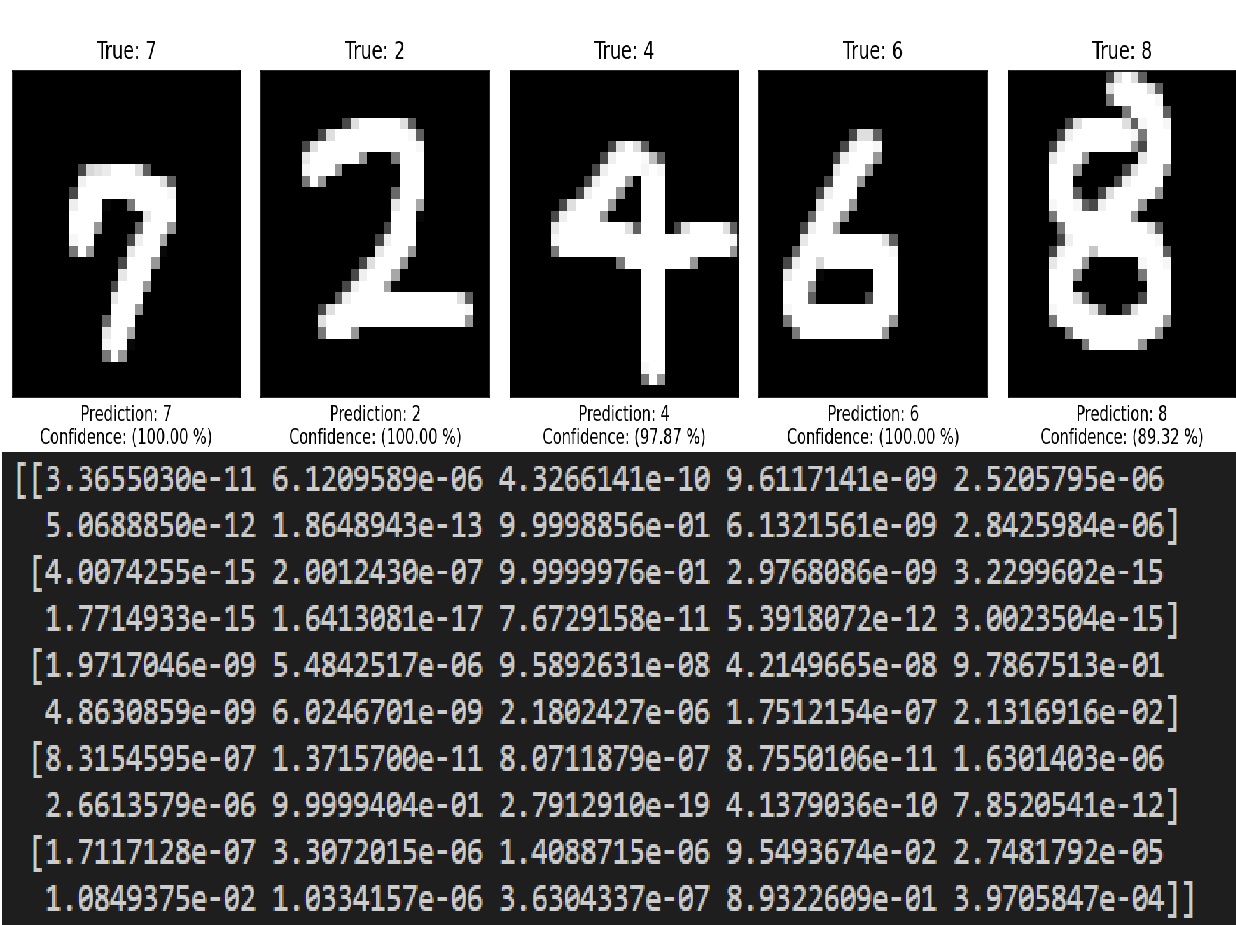 True: 7 True: 2 True: 4 True: 6 True: 8
7 2 4 6 8
Prediction: 7 Prediction: 2 Prediction: 4 Prediction: 6 Prediction: 8
Confidence: (100.00 %) Confidence: (100.00 %) Confidence: (97.87 %) Confidence: (100.00 %) Confidence: (89.32 %)
[[3.3655030e-11 6.1209589e-06 4.3266141e-10 9.6117141e-09 2.5205795e-06
5.0688850e-12 1.8648943e-13 9.9998856e-01 6.1321561e-09 2.8425984e-06]
[4.0074255e-15 2.0012430e-07 9.9999976e-01 2.9768086e-09 3.2299602e-15
1.7714933e-15 1.6413081e-17 7.6729158e-11 5.3918072e-12 3.0023504e-15]
[1.9717046e-09 5.4842517e-06 9.5892631e-08 4.2149665e-08 9.7867513e-01
4.8630859e-09 6.0246701e-09 2.1802427e-06 1.7512154e-07 2.1316916e-02]
[8.3154595e-07 1.3715700e-11 8.0711879e-07 8.7550106e-11 1.6301403e-06
2.6613579e-06 9.9999404e-01 2.7912910e-19 4.1379036e-10 7.8520541e-12]
[1.7117128e-07 3.3072015e-06 1.4088715e-06 9.5493674e-02 2.7481792e-05
1.0849375e-02 1.0334157e-06 3.6304337e-07 8.9322609e-01 3.9705847e-04]]